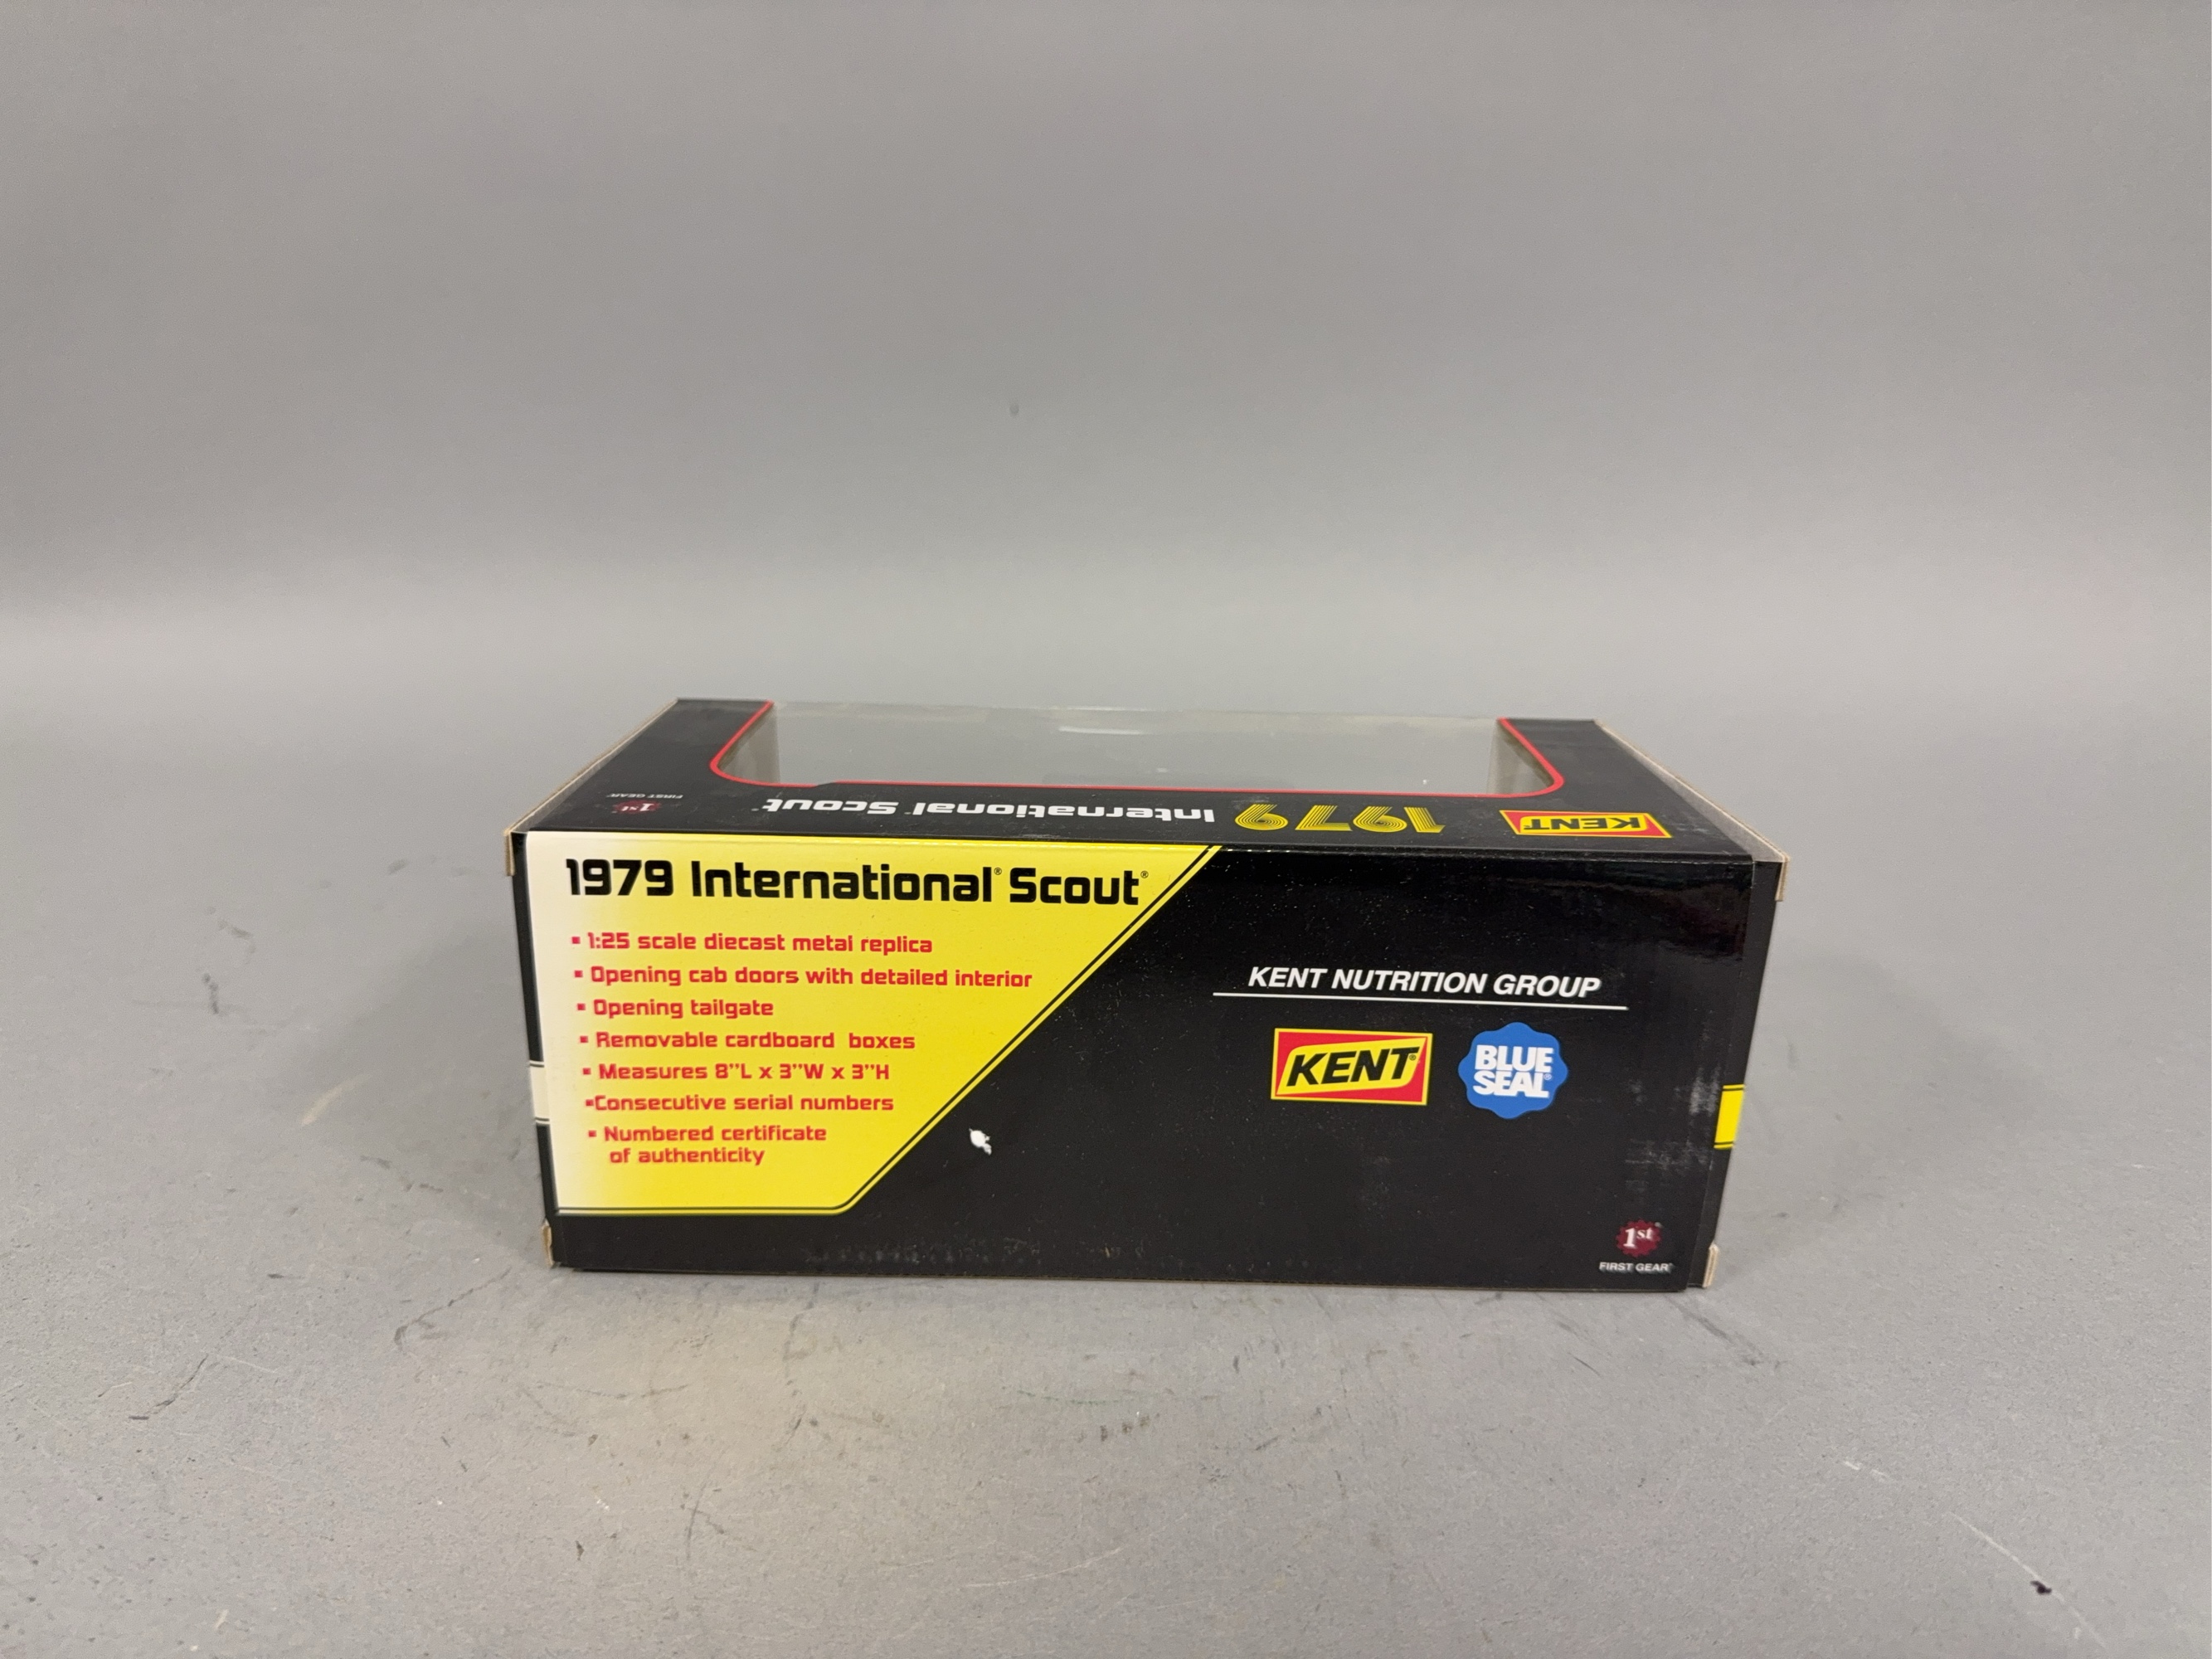 KENT
1979 International® Scout®
1st
FIRST GEAR®
1979 International® Scout®
▪ 1:25 scale diecast metal replica
▪ Opening cab doors with detailed interior
▪ Opening tailgate
▪ Removable cardboard boxes
▪ Measures 8"L x 3"W x 3"H
▪Consecutive serial numbers
▪ Numbered certificate
of authenticity
KENT NUTRITION GROUP
KENT®
BLUE
SEAL®
1st
FIRST GEAR®